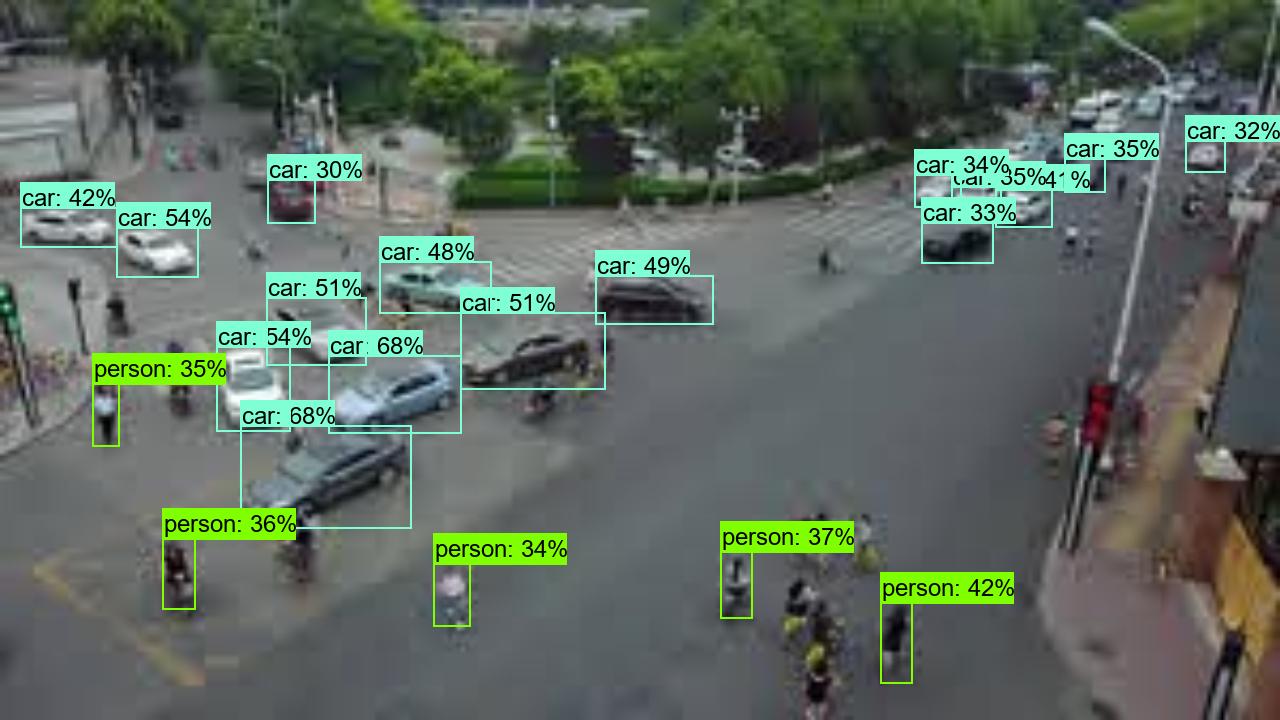 car: 32%
car: 35%
car: 30%
car: 34%
car: 35%
41%
car: 42%
car: 54%
car: 33%
car: 48%
car: 49%
car: 51%
car: 51%
car: 54%
car: 68%
person: 35%
car: 68%
person: 36%
person: 37%
person: 34%
person: 42%